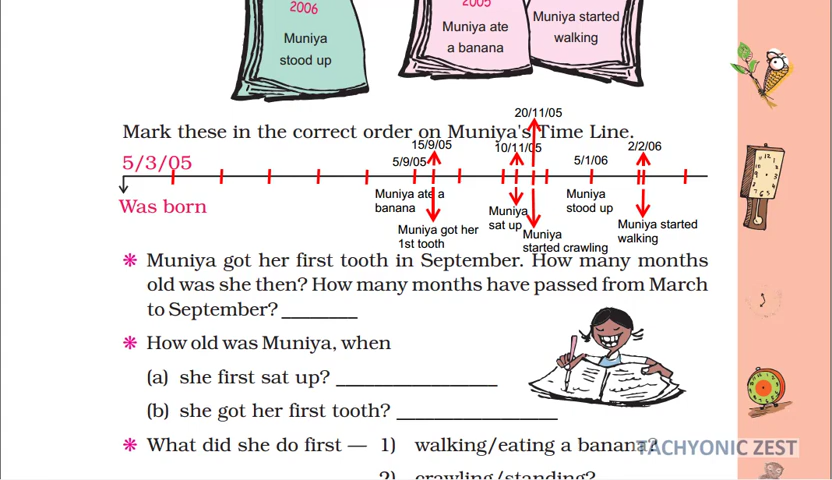 2006
Muniya
stood up
2005
Muniya ate
a banana
Muniya started
walking
20/11/05
Mark these in the correct order on Muniya's Time Line.
15/9/05
10/11/05
2/2/06
5/3/05
5/9/05
5/1/06
Was born
Muniya ate a
banana
Muniya got her
1st tooth
Muniya
sat up
Muniya
started crawling
Muniya
stood up
Muniya started
walking
Muniya got her first tooth in September. How many months
old was she then? How many months have passed from March
to September?
How old was Muniya, when
(a) she first sat up?
(b) she got her first tooth?
What did she do first — 1) walking/eating a banana?
TACHYONIC ZEST
2) crawling/standing?